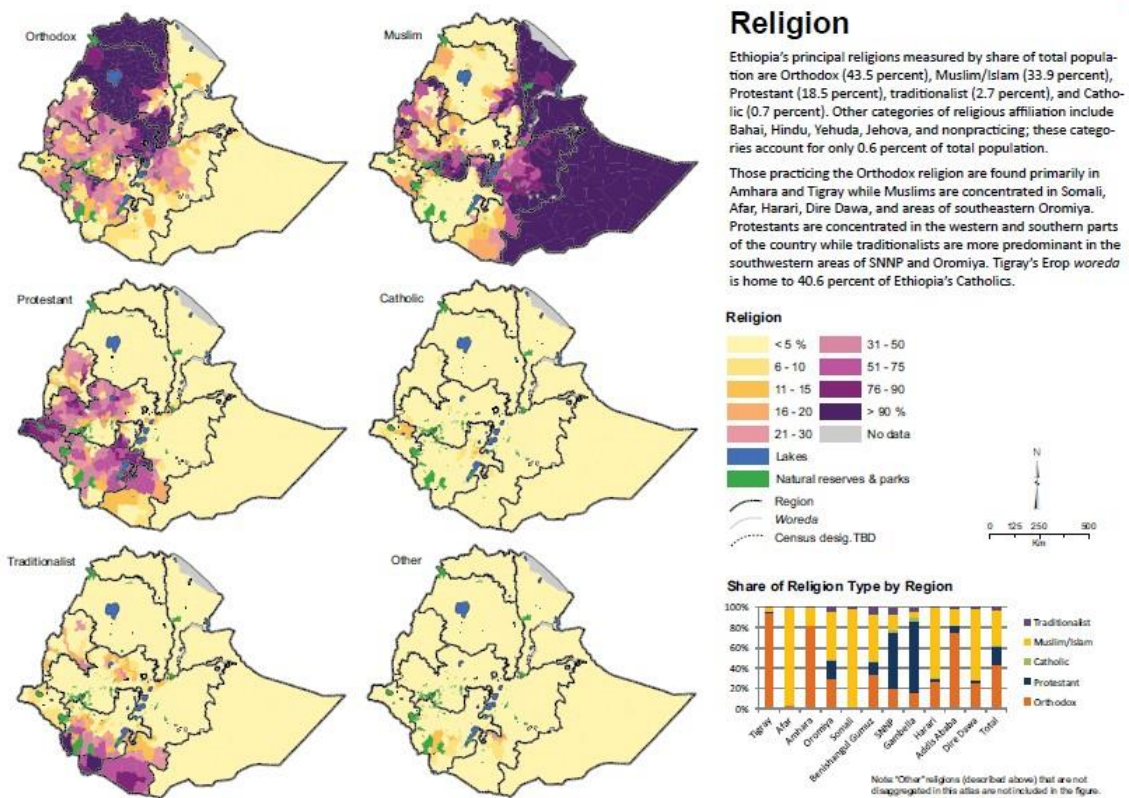 Orthodox
Muslim
Protestant
Catholic
Traditionalist
Other
Religion
Ethiopia's principal religions measured by share of total popula-
tion are Orthodox (43.5 percent), Muslim/Islam (33.9 percent),
Protestant (18.5 percent), traditionalist (2.7 percent), and Catho-
lic (0.7 percent). Other categories of religious affiliation include
Bahai, Hindu, Yehuda, Jehova, and nonpracticing; these catego-
ries account for only 0.6 percent of total population.
Those practicing the Orthodox religion are found primarily in
Amhara and Tigray while Muslims are concentrated in Somali,
Afar, Harari, Dire Dawa, and areas of southeastern Oromiya.
Protestants are concentrated in the western and southern parts
of the country while traditionalists are more predominant in the
southwestern areas of SNNP and Oromiya. Tigray's Erop woreda
is home to 40.6 percent of Ethiopia's Catholics.
Religion
< 5 %
6 - 10
11 - 15
16 - 20
21 - 30
31 - 50
51 - 75
76 - 90
> 90 %
No data
Lakes
Natural reserves & parks
Region
Woreda
Census desig. TBD
N
0 125 250 500
Km
Share of Religion Type by Region
100%
80%
60%
40%
20%
0%
Tigray
Afar
Amhara
Oromiya
Somali
Benishangul Gumuz
SNNP
Gambella
Harari
Addis Ababa
Dire Dawa
Total
Traditionalist
Muslim/Islam
Catholic
Protestant
Orthodox
Note: "Other" religions (described above) that are not
disaggregated in this atlas are not included in the figure.